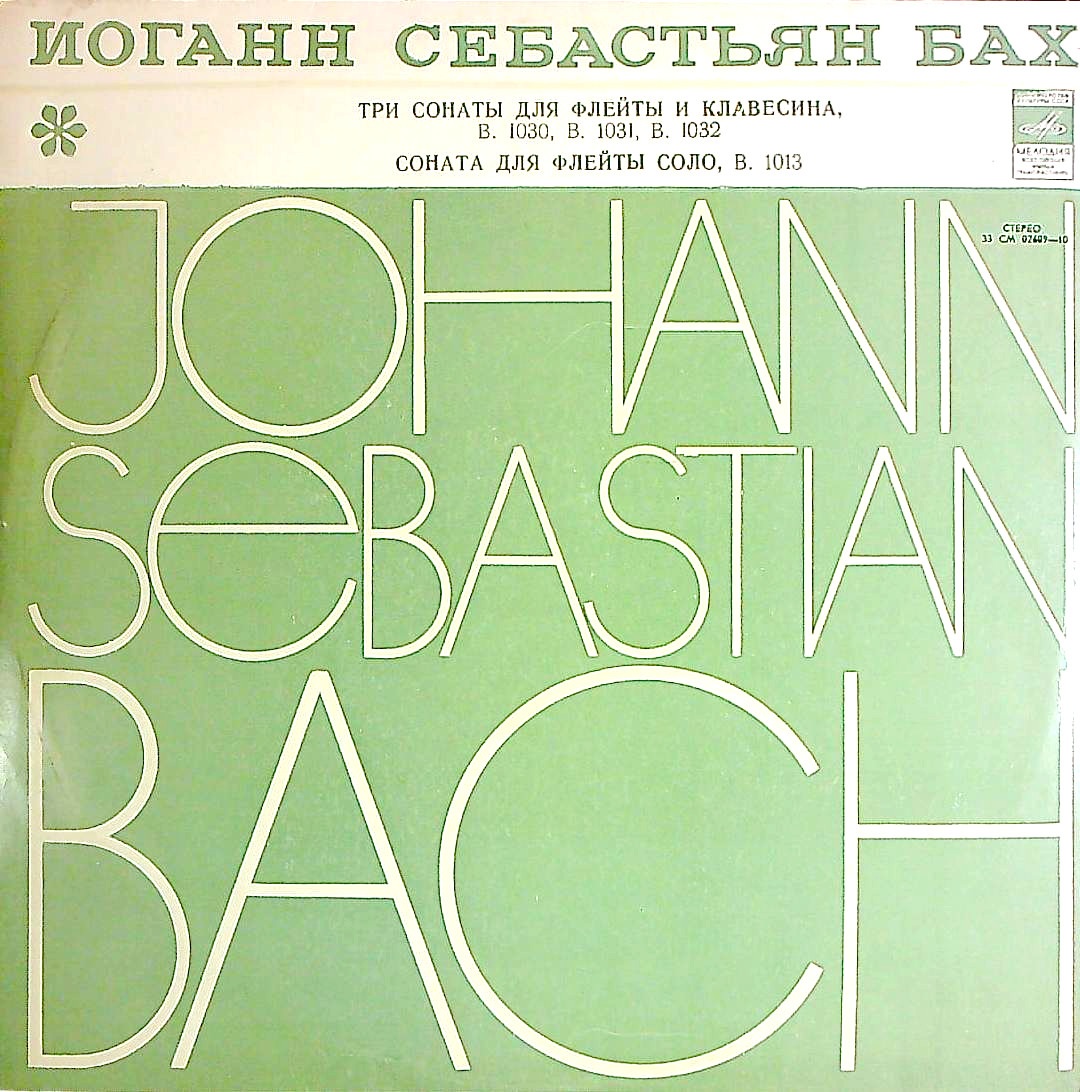 ИОГАНН СЕБАСТЬЯН БАХ
ТРИ СОНАТЫ ДЛЯ ФЛЕЙТЫ И КЛАВЕСИНА,
В. 1030, В. 1031, В. 1032
СОНАТА ДЛЯ ФЛЕЙТЫ СОЛО, В. 1013
МЕЛОДИЯ
СТЕРЕО
33 СМ 02609—10
JOHANN
SeBASTIAN
BACH